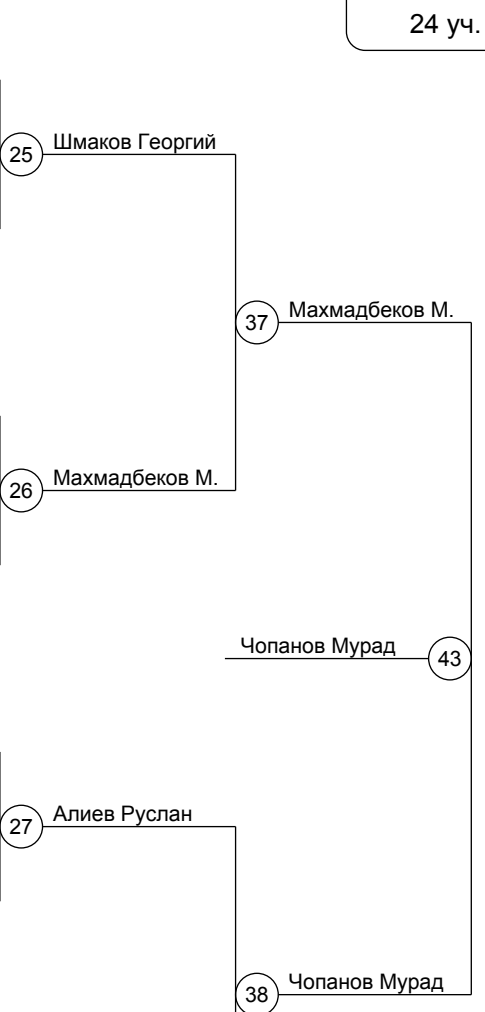 24 уч.
25 Шмаков Георгий
37 Махмадбеков М.
26 Махмадбеков М.
Чопанов Мурад 43
27 Алиев Руслан
38 Чопанов Мурад